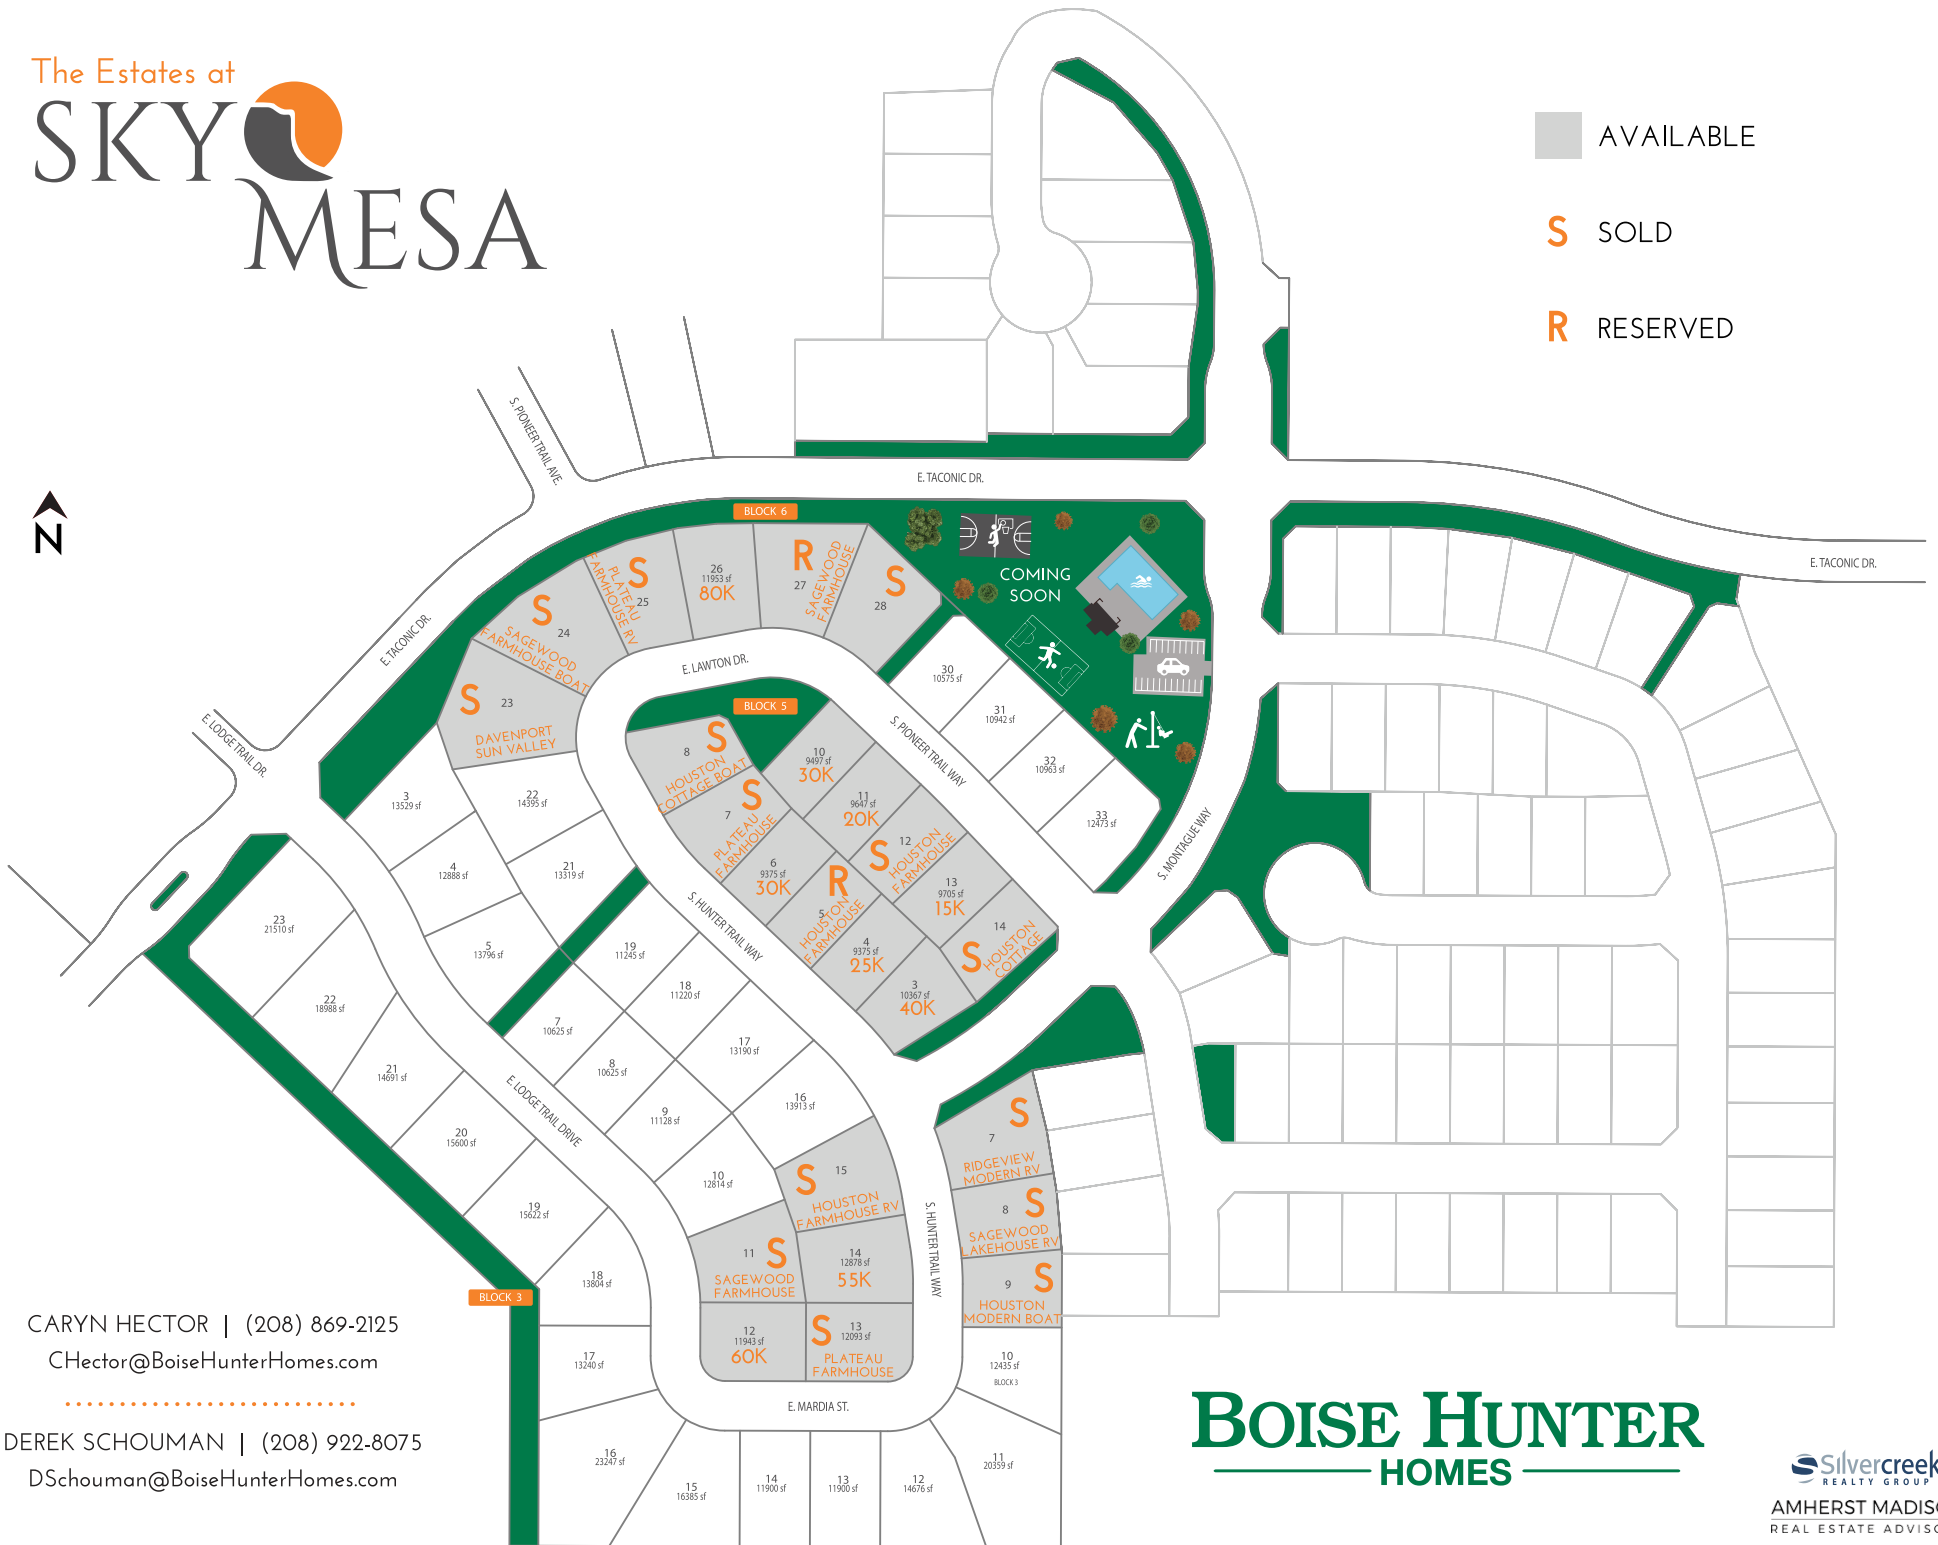 The Estates at
SKY
MESA
AVAILABLE
S SOLD
R RESERVED
N
S. PIONEER TRAIL AVE.
E. TACONIC DR.
E. TACONIC DR.
E. TACONIC DR.
E. LODGE TRAIL DR.
BLOCK 6
COMING
SOON
S
23
DAVENPORT
SUN VALLEY
S
24
SAGEWOOD
FARMHOUSE BOAT
S
25
PLATEAU
FARMHOUSE RV
26
11953 sf
80K
R
27
SAGEWOOD
FARMHOUSE
S
28
E. LAWTON DR.
30
10575 sf
31
10942 sf
32
10963 sf
33
12473 sf
S. PIONEER TRAIL WAY
S. MONTAGUE WAY
BLOCK 5
8
S
HOUSTON
COTTAGE BOAT
7
S
PLATEAU
FARMHOUSE
6
9375 sf
30K
R
5
HOUSTON
FARMHOUSE
4
9375 sf
25K
3
10367 sf
40K
10
9497 sf
30K
11
9647 sf
20K
12
S
HOUSTON
FARMHOUSE
13
9705 sf
15K
14
S
HOUSTON
COTTAGE
S. HUNTER TRAIL WAY
3
13529 sf
22
14395 sf
4
12888 sf
21
13319 sf
5
13796 sf
19
11245 sf
18
11220 sf
7
10625 sf
17
13190 sf
8
10625 sf
16
13913 sf
9
11128 sf
10
12814 sf
S
15
HOUSTON
FARMHOUSE RV
11
S
SAGEWOOD
FARMHOUSE
14
12878 sf
55K
12
11943 sf
60K
S
13
12093 sf
PLATEAU
FARMHOUSE
E. LODGE TRAIL DRIVE
S. HUNTER TRAIL WAY
E. MARDIA ST.
S
7
RIDGEVIEW
MODERN RV
8
S
SAGEWOOD
LAKEHOUSE RV
9
S
HOUSTON
MODERN BOAT
10
12435 sf
BLOCK 3
11
20359 sf
12
14676 sf
13
11900 sf
14
11900 sf
15
16385 sf
16
23247 sf
17
13240 sf
18
13804 sf
19
15622 sf
20
15600 sf
21
14691 sf
22
18988 sf
23
21510 sf
BLOCK 3
CARYN HECTOR | (208) 869-2125
CHector@BoiseHunterHomes.com
DEREK SCHOUMAN | (208) 922-8075
DSchouman@BoiseHunterHomes.com
BOISE HUNTER
HOMES
Silvercreek
REALTY GROUP
AMHERST MADISO
REAL ESTATE ADVISO